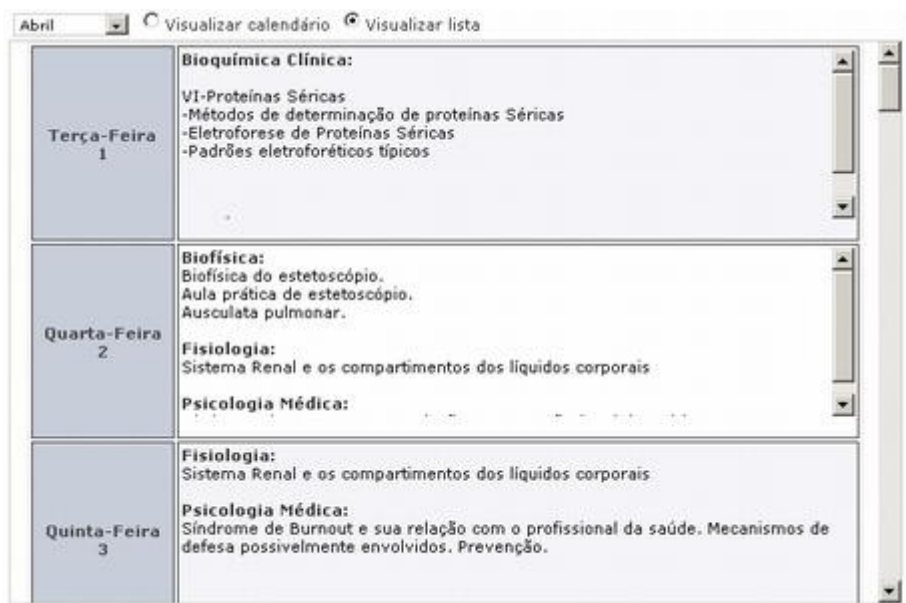 Abril Visualizar calendário Visualizar lista
Bioquímica Clínica:
VI-Proteínas Séricas
-Métodos de determinação de proteínas Séricas
-Eletroforese de Proteínas Séricas
-Padrões eletroforéticos típicos
Terça-Feira
1
Biofísica:
Biofísica do estetoscópio.
Aula prática de estetoscópio.
Ausculata pulmonar.
Quarta-Feira
2
Fisiologia:
Sistema Renal e os compartimentos dos líquidos corporais
Psicologia Médica:
Fisiologia:
Sistema Renal e os compartimentos dos líquidos corporais
Psicologia Médica:
Síndrome de Burnout e sua relação com o profissional da saúde. Mecanismos de
defesa possivelmente envolvidos. Prevenção.
Quinta-Feira
3